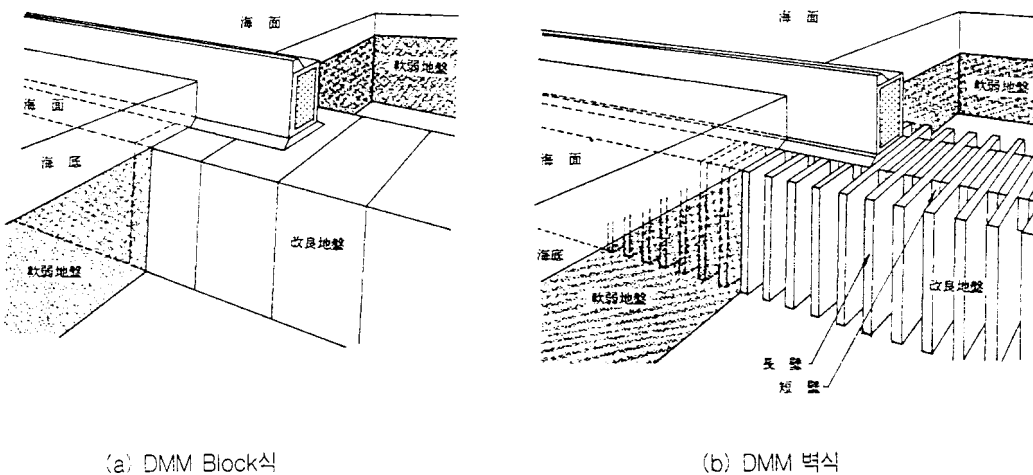 海 面
軟弱地盤
海 面
海 底
軟弱地盤
改良地盤
(a) DMM Block식
海 面
軟弱地盤
海 面
海底
軟弱地盤
改良地盤
長 壁
短 壁
(b) DMM 벽식